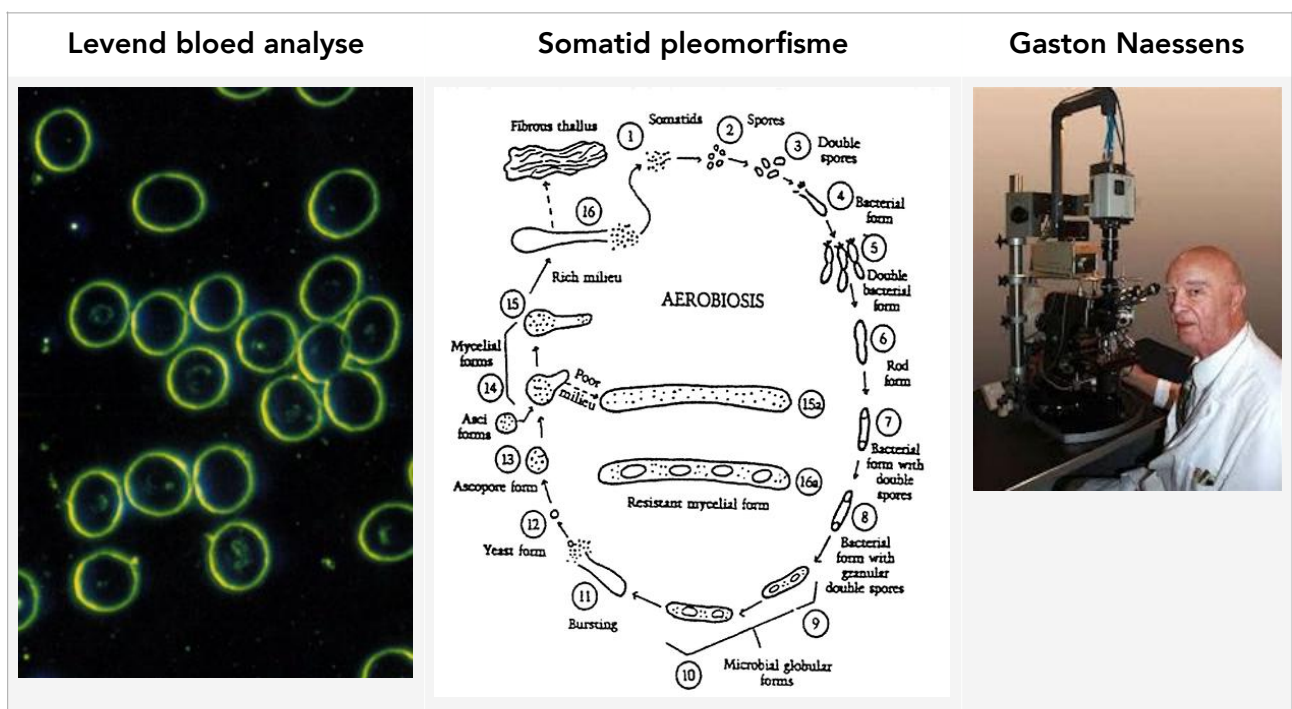 Levend bloed analyse
Somatid pleomorfisme
Gaston Naessens
Fibrous thallus
1
Somatids
2
Spores
3
Double
spores
4
Bacterial
form
5
Double
bacterial
form
6
Rod
form
7
Bacterial
form with
double
spores
8
Bacterial
form with
granular
double spores
9
Microbial globular
forms
10
11
Bursting
12
Yeast form
13
Ascopore form
Asci
forms
14
Mycelial
forms
15
Rich milieu
16
AEROBIOSIS
Poor
milieu
15a
16a
Resistant mycelial form